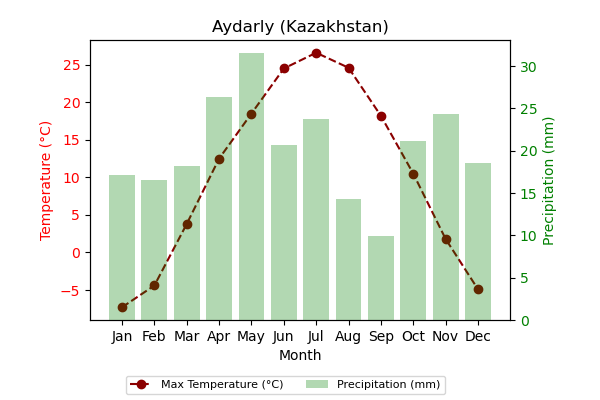 Aydarly (Kazakhstan)
Temperature (°C)
25
20
15
10
5
0
−5
Precipitation (mm)
30
25
20
15
10
5
0
Jan Feb Mar Apr May Jun Jul Aug Sep Oct Nov Dec
Month
Max Temperature (°C) Precipitation (mm)